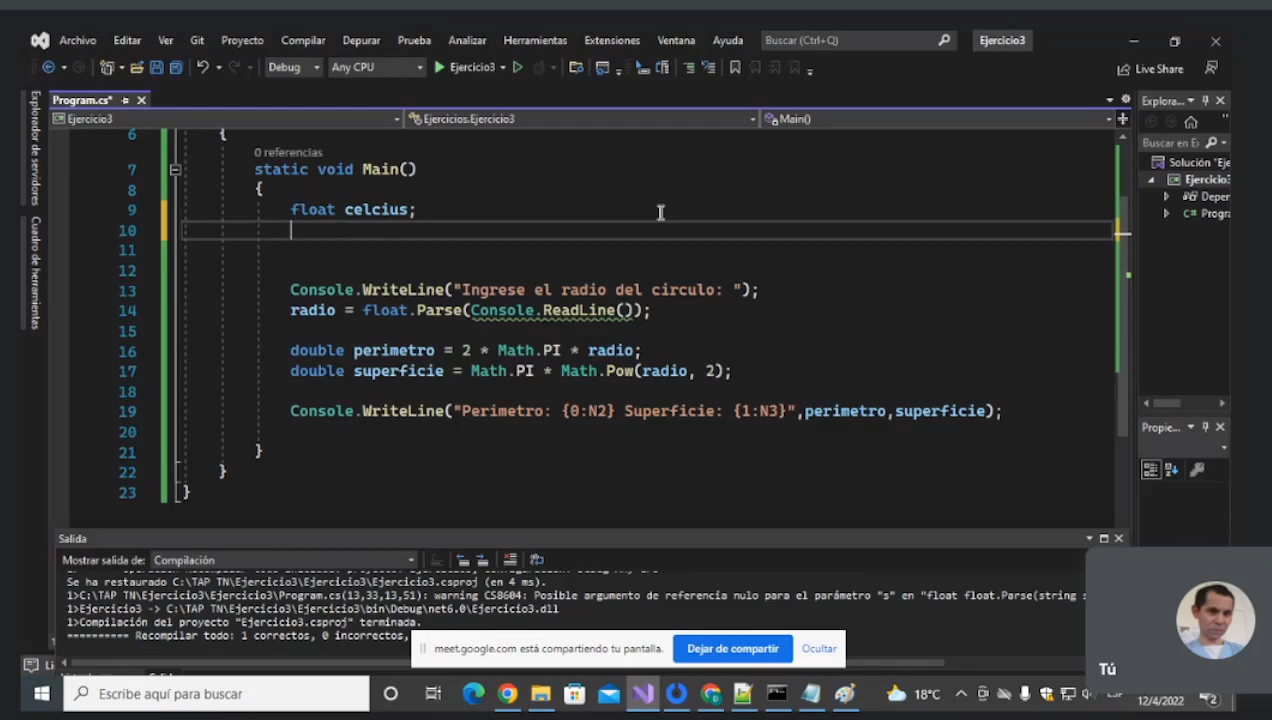 Archivo Editar Ver Git Proyecto Compilar Depurar Prueba Analizar Herramientas Extensiones Ventana Ayuda Buscar (Ctrl+Q) Ejercicio3
Debug Any CPU Ejercicio3 Live Share
Explorador de servidores
Cuadro de herramientas
Program.cs*
Ejercicio3 Ejercicios.Ejercicio3 Main()
6 {
0 referencias
7 static void Main()
8 {
9 float celcius;
10
11
12
13 Console.WriteLine("Ingrese el radio del circulo: ");
14 radio = float.Parse(Console.ReadLine());
15
16 double perimetro = 2 * Math.PI * radio;
17 double superficie = Math.PI * Math.Pow(radio, 2);
18
19 Console.WriteLine("Perimetro: {0:N2} Superficie: {1:N3}",perimetro,superficie);
20
21 }
22 }
23 }
Explora...
Buscar en E
Solución "Eje
Ejercicio3
Depen
C# Progra
Propie...
Salida
Mostrar salida de: Compilación
Se ha restaurado C:\TAP TN\Ejercicio3\Ejercicio3\Ejercicio3.csproj (en 4 ms).
1>C:\TAP TN\Ejercicio3\Ejercicio3\Program.cs(13,33,13,51): warning CS8604: Posible argumento de referencia nulo para el parámetro "s" en "float float.Parse(string s
1>Ejercicio3 -> C:\TAP TN\Ejercicio3\Ejercicio3\bin\Debug\net6.0\Ejercicio3.dll
1>Compilación del proyecto "Ejercicio3.csproj" terminada.
========== Recompilar todo: 1 correctos, 0 incorrectos,
meet.google.com está compartiendo tu pantalla. Dejar de compartir Ocultar
Tú
Escribe aquí para buscar
18°C
12/4/2022
2